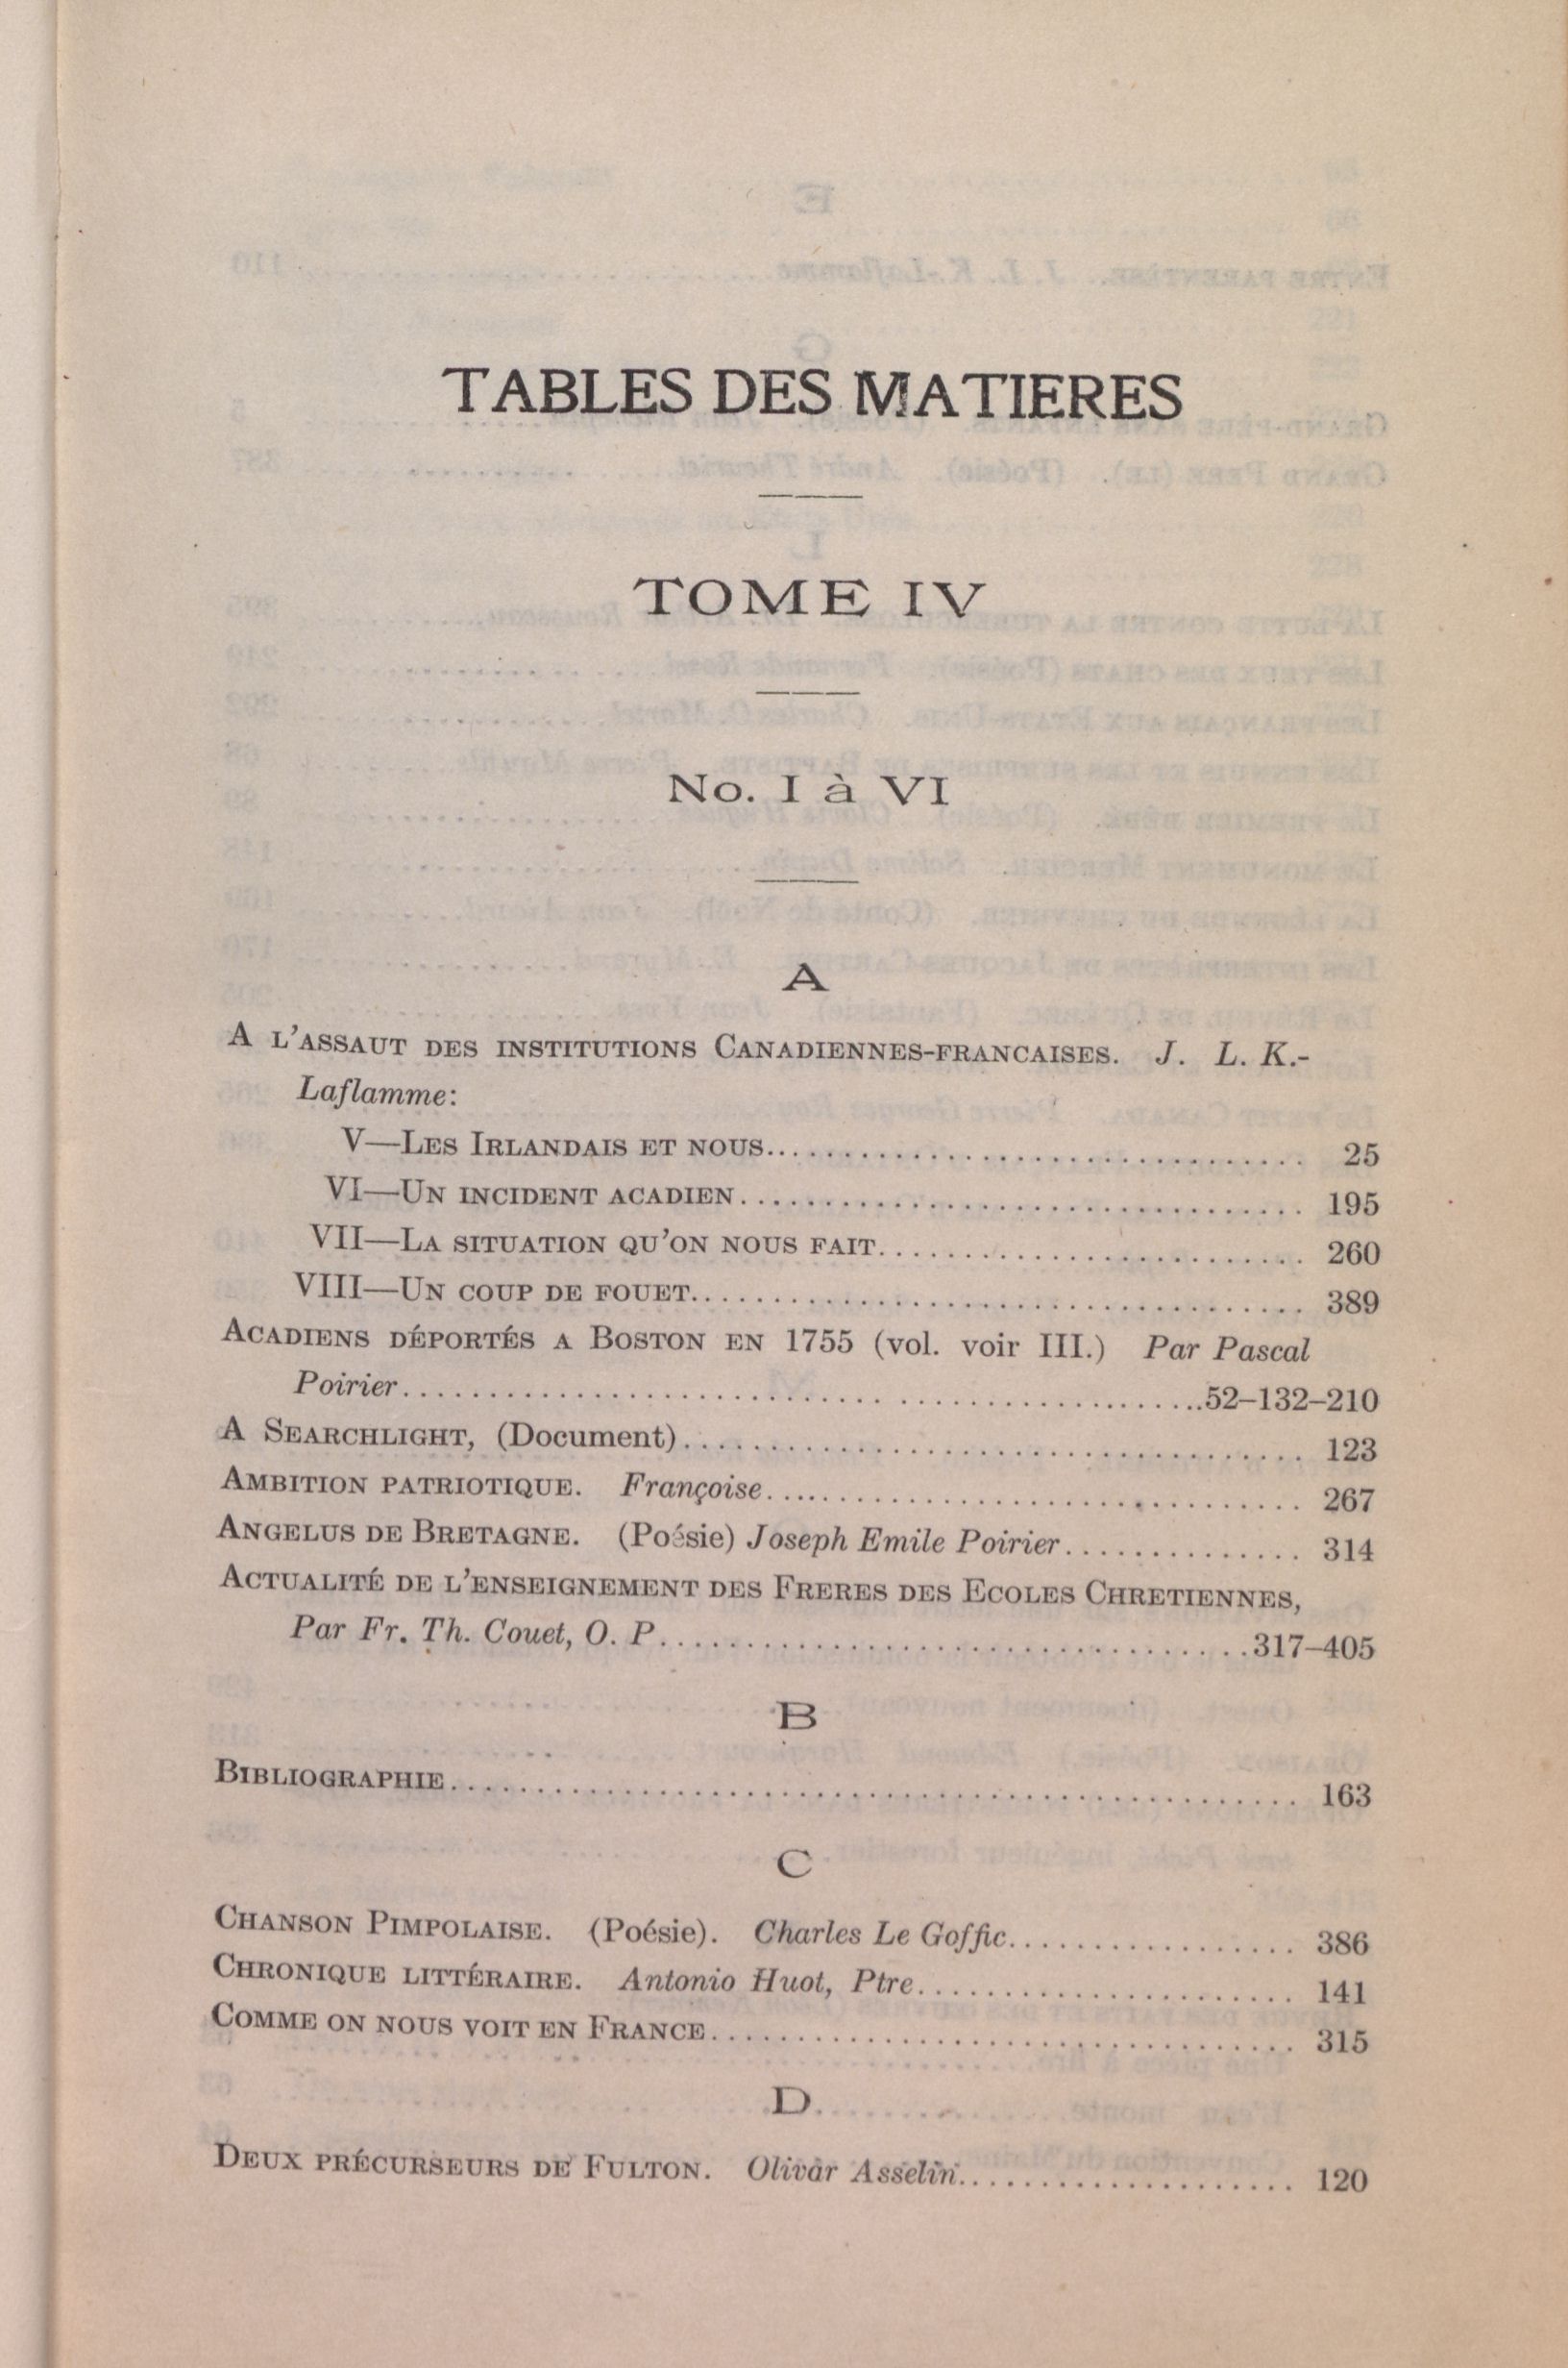 TABLES DES MATIERES
TOME IV
No. I à VI
A
A L'ASSAUT DES INSTITUTIONS CANADIENNES-FRANCAISES. J. L. K.-
Laflamme:
V—LES IRLANDAIS ET NOUS........................................ 25
VI—UN INCIDENT ACADIEN........................................ 195
VII—LA SITUATION QU'ON NOUS FAIT............................ 260
VIII—UN COUP DE FOUET........................................ 389
ACADIENS DÉPORTÉS A BOSTON EN 1755 (vol. voir III.) Par Pascal
Poirier........................................52-132-210
A SEARCHLIGHT, (Document)........................................ 123
AMBITION PATRIOTIQUE. Françoise................................ 267
ANGELUS DE BRETAGNE. (Poésie) Joseph Emile Poirier.............. 314
ACTUALITÉ DE L'ENSEIGNEMENT DES FRERES DES ECOLES CHRETIENNES,
Par Fr. Th. Couet, O. P........................................317-405
B
BIBLIOGRAPHIE........................................ 163
C
CHANSON PIMPOLAISE. (Poésie). Charles Le Goffic................. 386
CHRONIQUE LITTÉRAIRE. Antonio Huot, Ptre....................... 141
COMME ON NOUS VOIT EN FRANCE................................... 315
D
DEUX PRÉCURSEURS DE FULTON. Olivar Asselin..................... 120